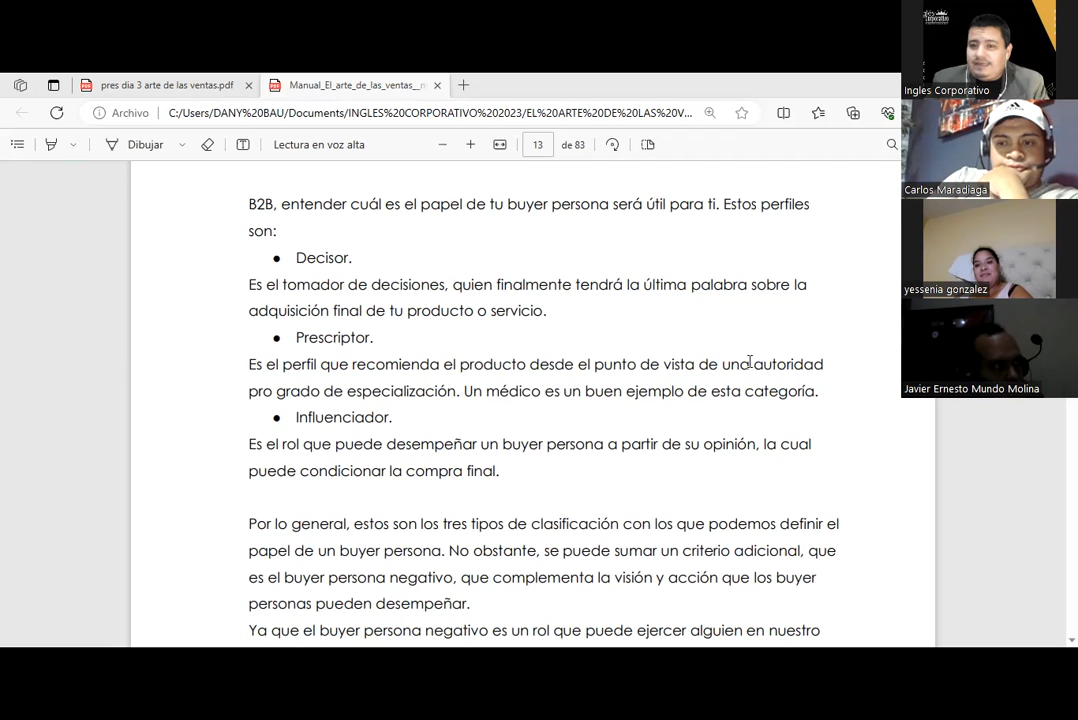 pres dia 3 arte de las ventas.pdf
Manual_El_arte_de_las_ventas__n
Archivo
C:/Users/DANY%20BAU/Documents/INGLES%20CORPORATIVO%202023/EL%20ARTE%20DE%20LAS%20V...
Dibujar
Lectura en voz alta
13
de 83
B2B, entender cuál es el papel de tu buyer persona será útil para ti. Estos perfiles
son:
● Decisor.
Es el tomador de decisiones, quien finalmente tendrá la última palabra sobre la
adquisición final de tu producto o servicio.
● Prescriptor.
Es el perfil que recomienda el producto desde el punto de vista de una autoridad
pro grado de especialización. Un médico es un buen ejemplo de esta categoría.
● Influenciador.
Es el rol que puede desempeñar un buyer persona a partir de su opinión, la cual
puede condicionar la compra final.
Por lo general, estos son los tres tipos de clasificación con los que podemos definir el
papel de un buyer persona. No obstante, se puede sumar un criterio adicional, que
es el buyer persona negativo, que complementa la visión y acción que los buyer
personas pueden desempeñar.
Ya que el buyer persona negativo es un rol que puede ejercer alguien en nuestro
Ingles Corporativo
Carlos Maradiaga
yessenia gonzalez
Javier Ernesto Mundo Molina